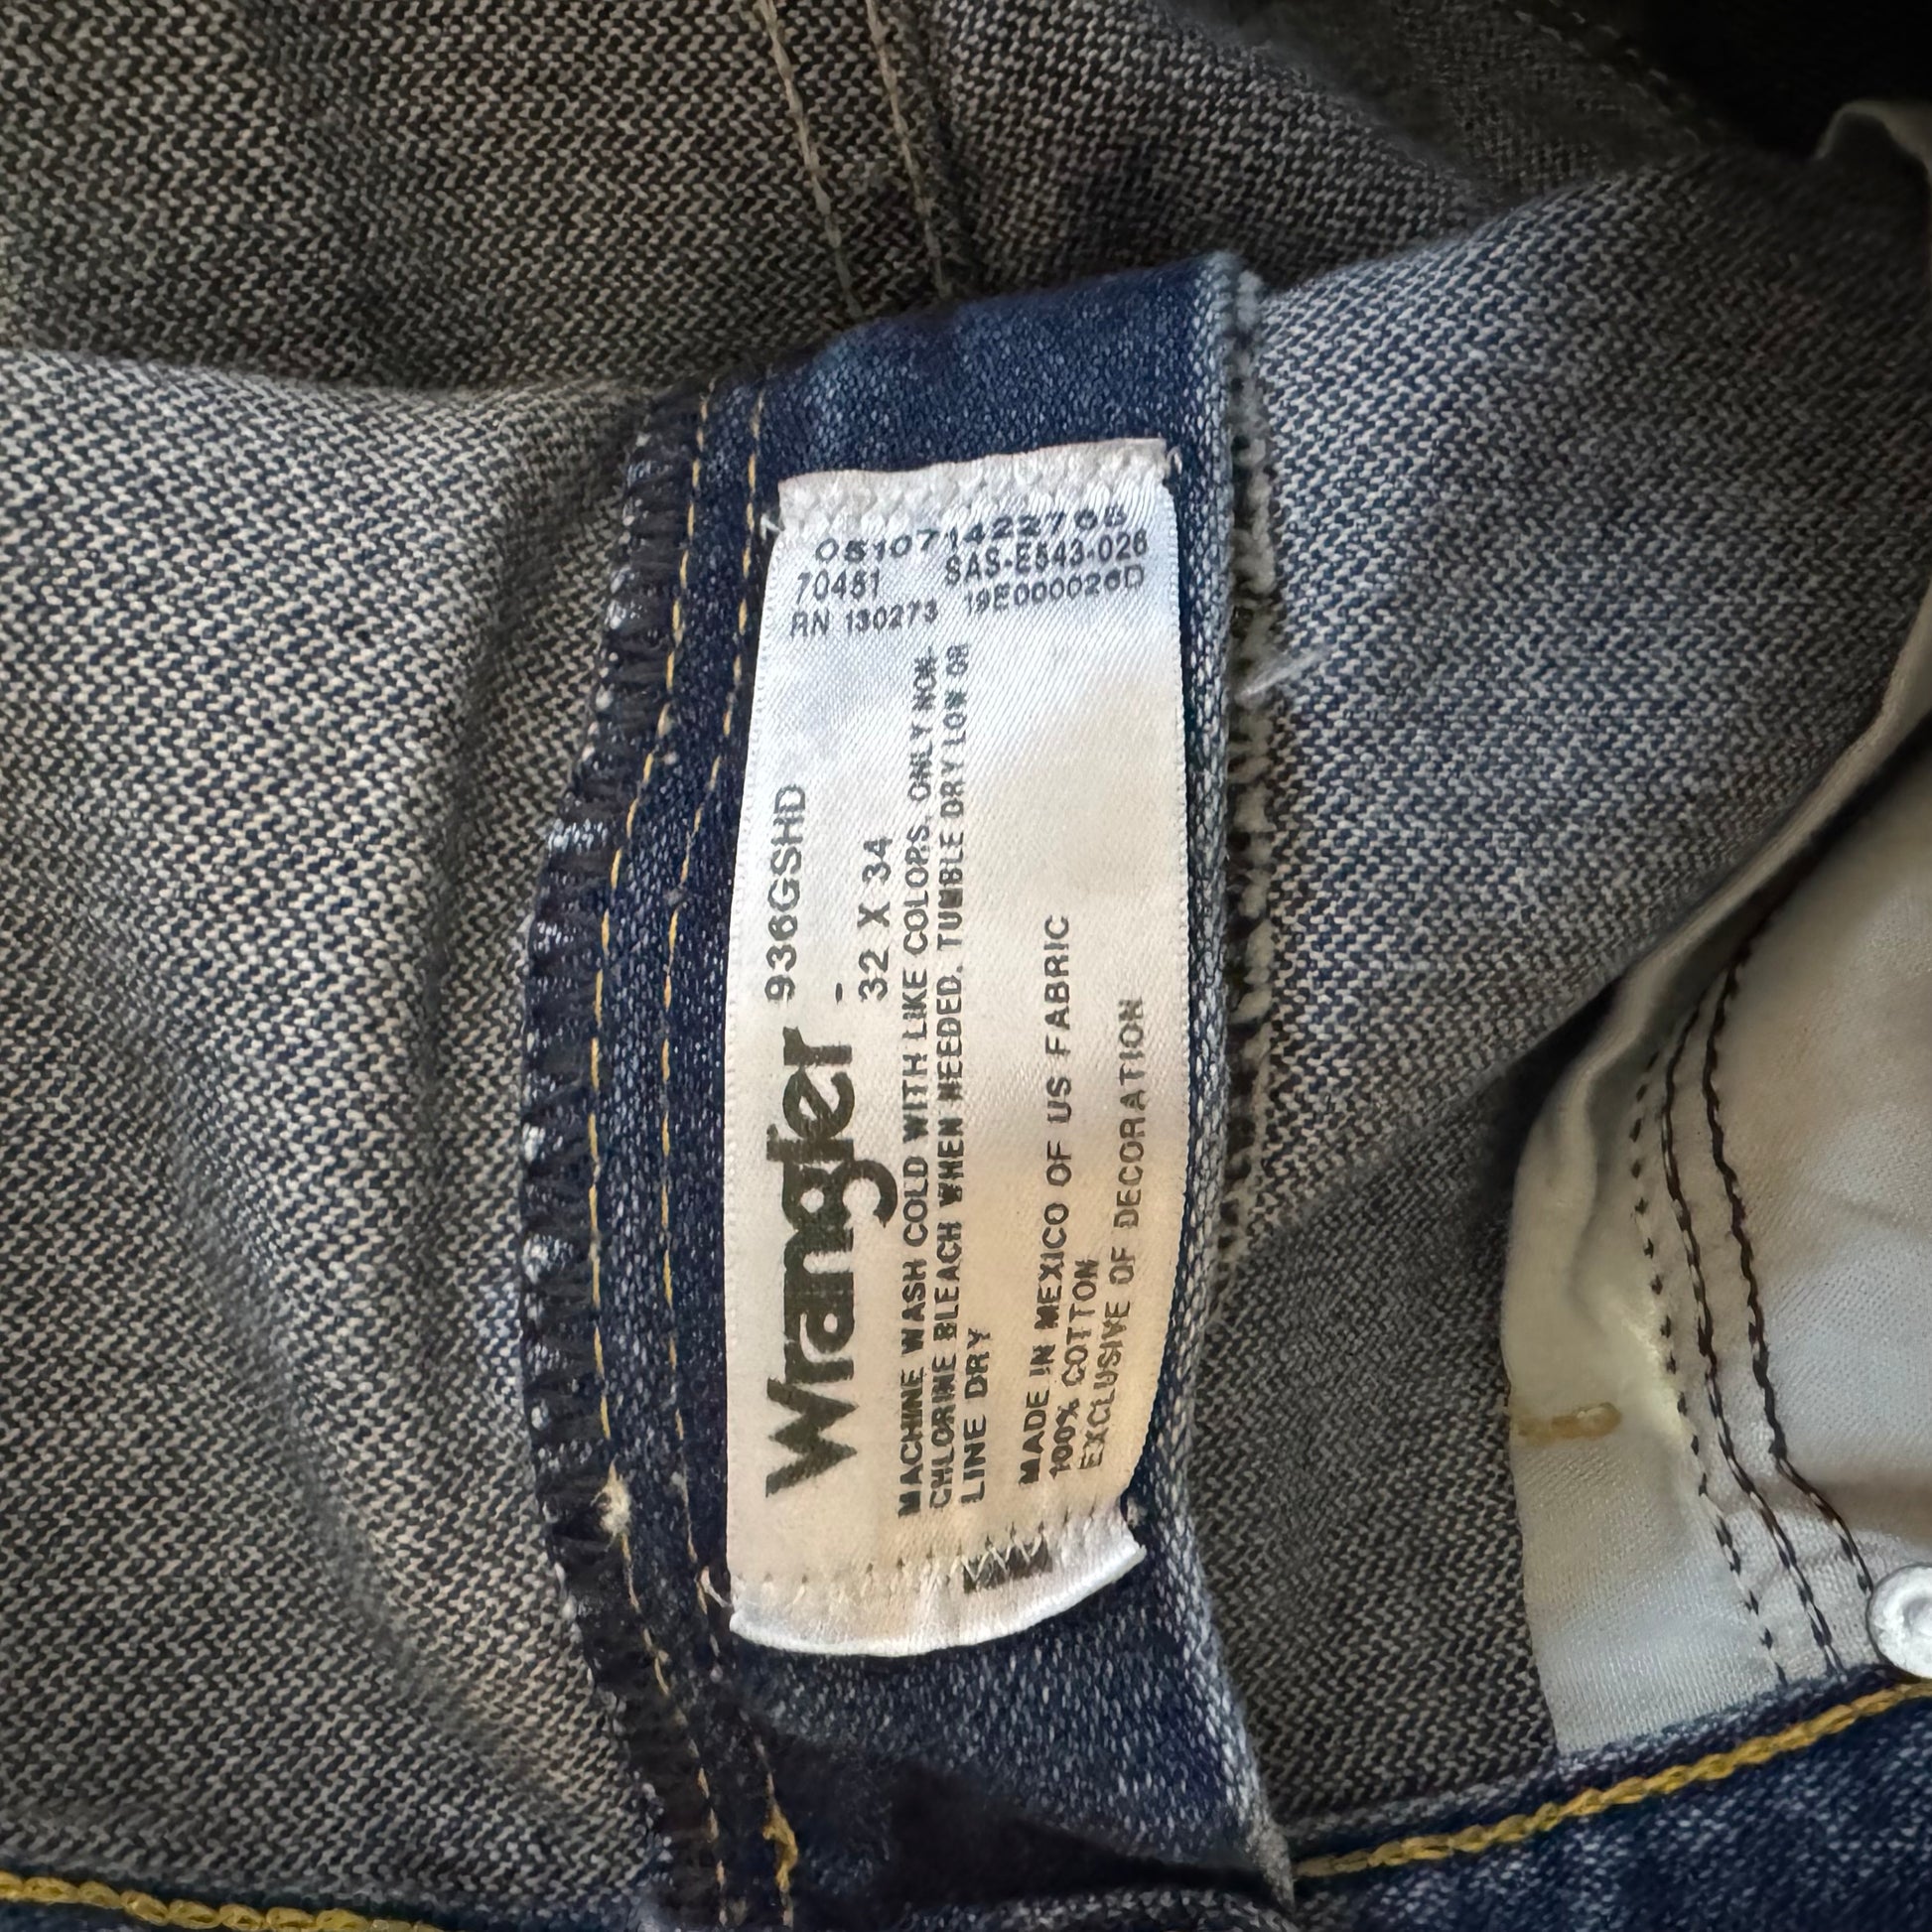 051071422768
70481 SAS-E543-026
RN 130273 19E000026D
Wrangler 936GSHD
-
32 X 34
MACHINE WASH COLD WITH LIKE COLORS. ONLY NON-
CHLORINE BLEACH WHEN NEEDED. TUMBLE DRY LOW OR
LINE DRY
MADE IN MEXICO OF US FABRIC
100% COTTON
EXCLUSIVE OF DECORATION